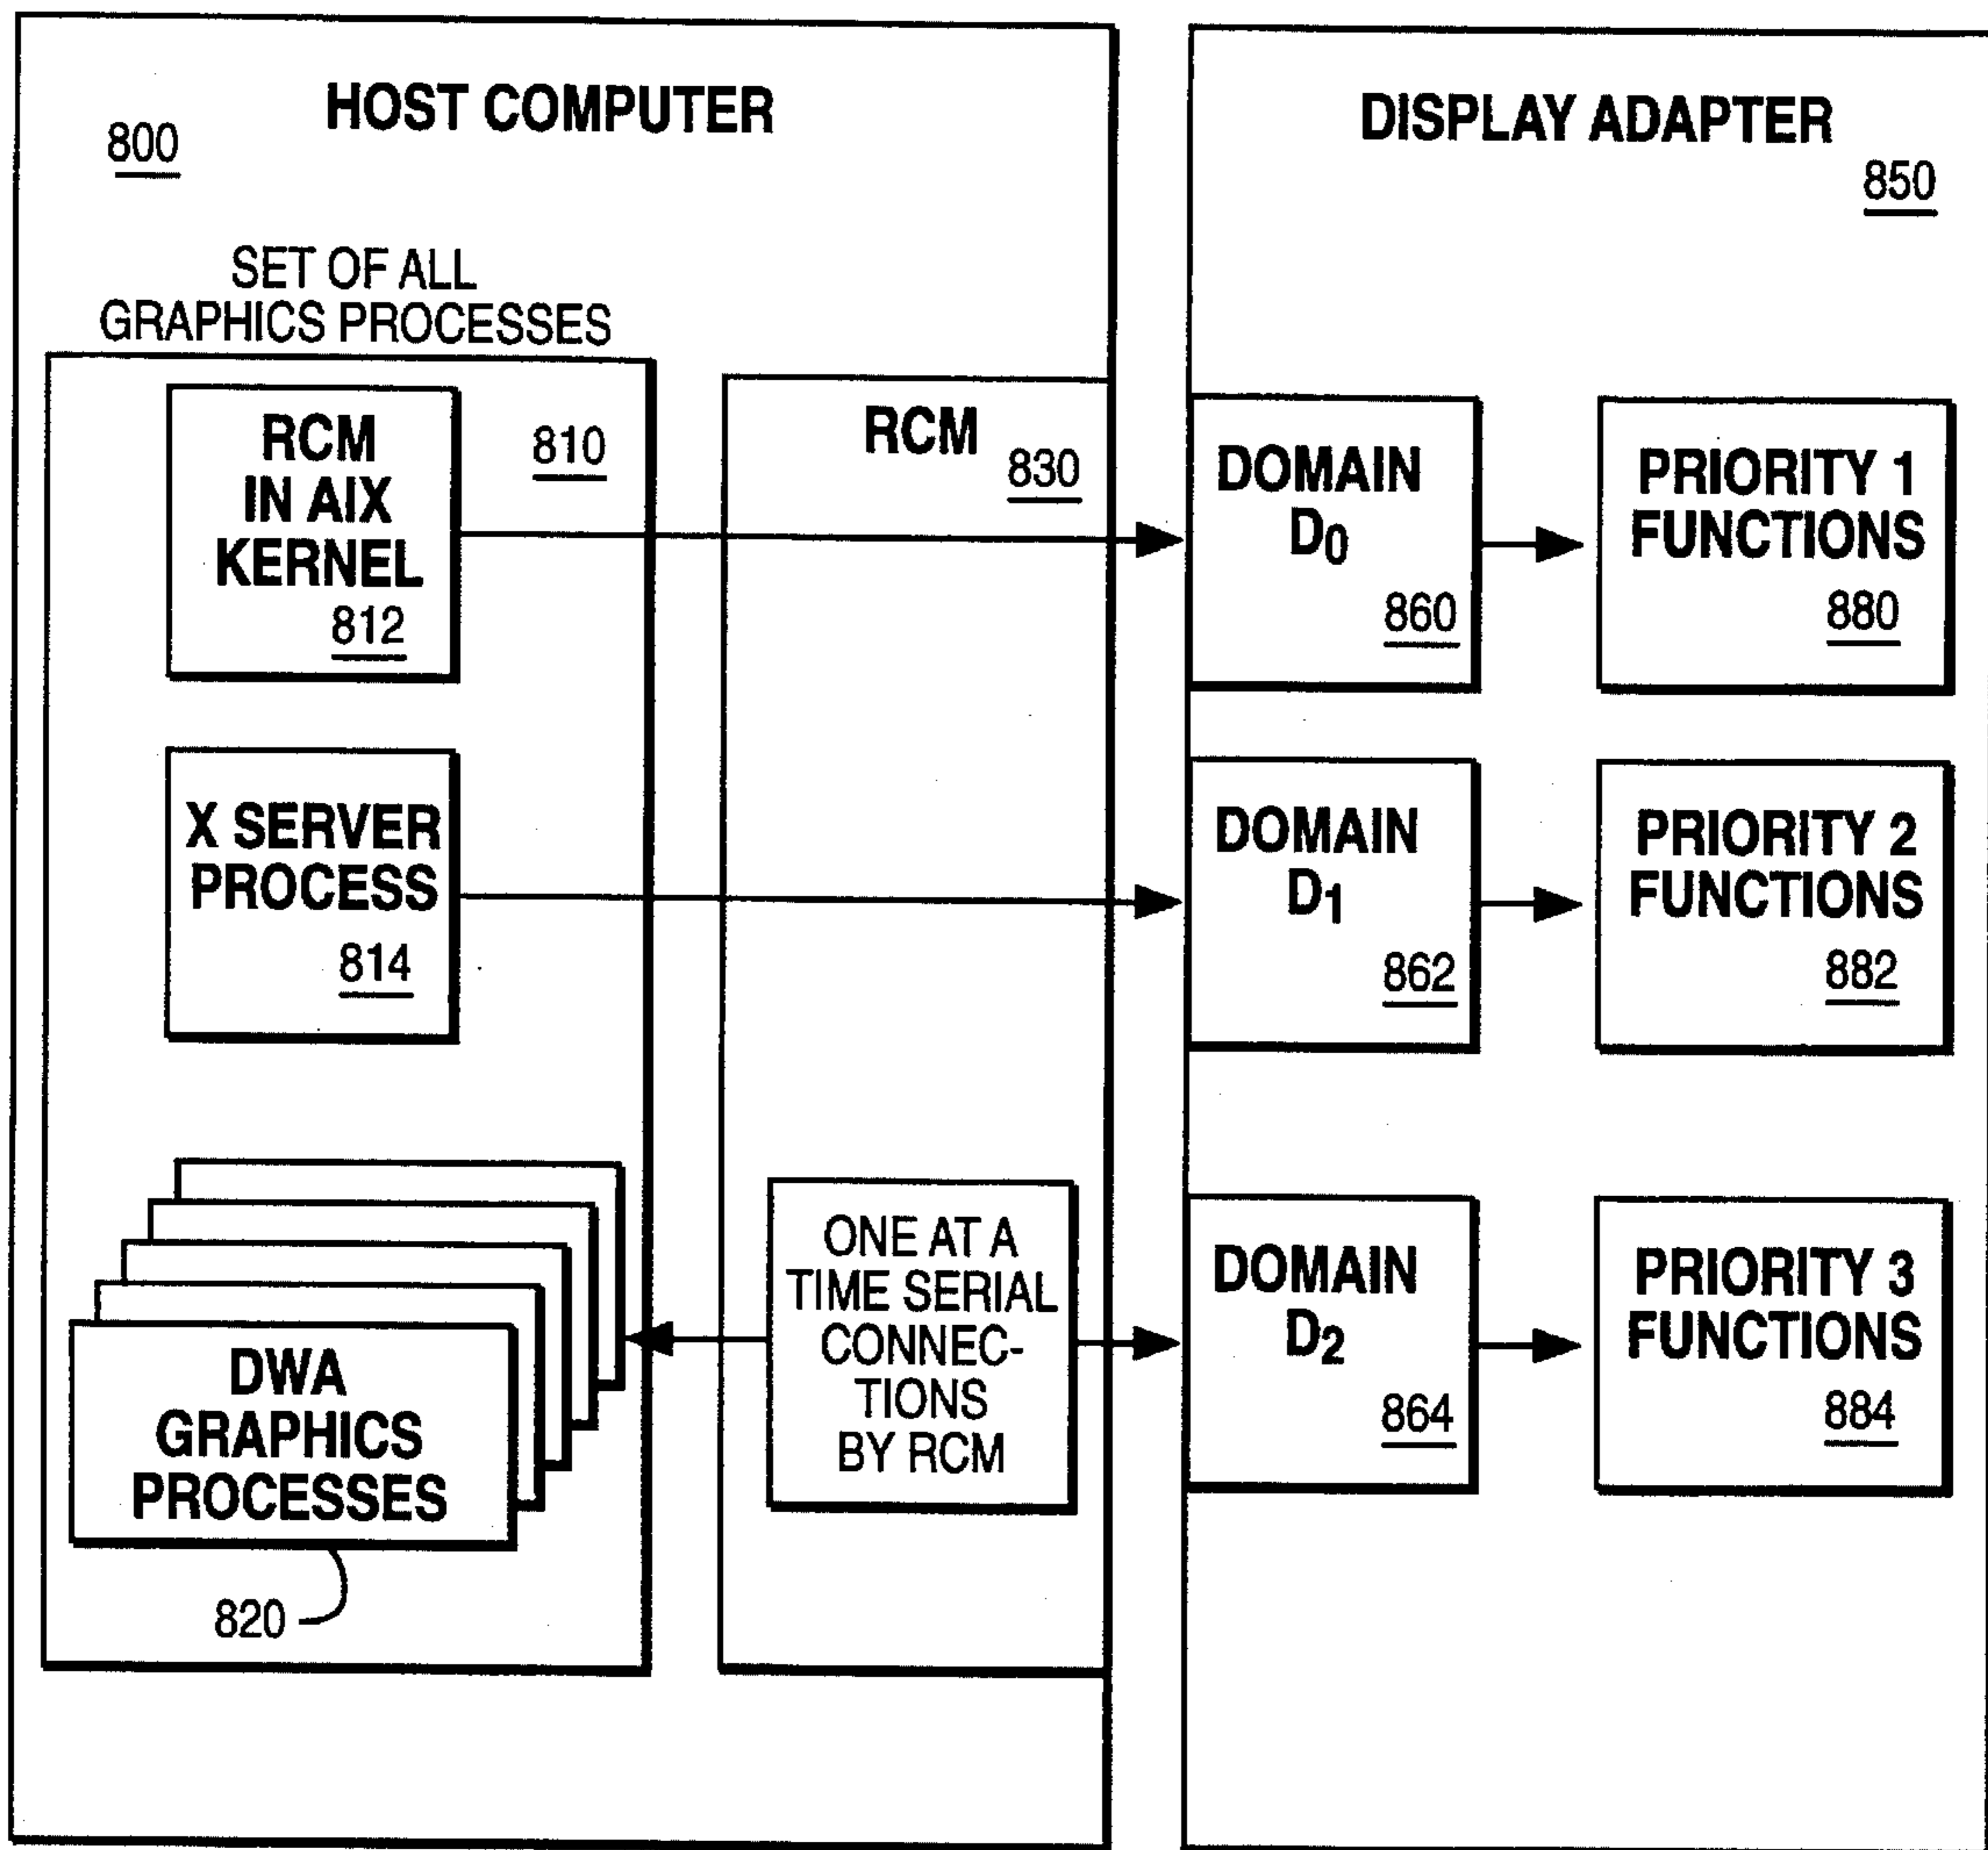 HOST COMPUTER
800
SET OF ALL
GRAPHICS PROCESSES
810
RCM
IN AIX
KERNEL
812
X SERVER
PROCESS
814
DWA
GRAPHICS
PROCESSES
820
RCM
830
ONE AT A
TIME SERIAL
CONNEC-
TIONS
BY RCM
DISPLAY ADAPTER
850
DOMAIN
D0
860
PRIORITY 1
FUNCTIONS
880
DOMAIN
D1
862
PRIORITY 2
FUNCTIONS
882
DOMAIN
D2
864
PRIORITY 3
FUNCTIONS
884